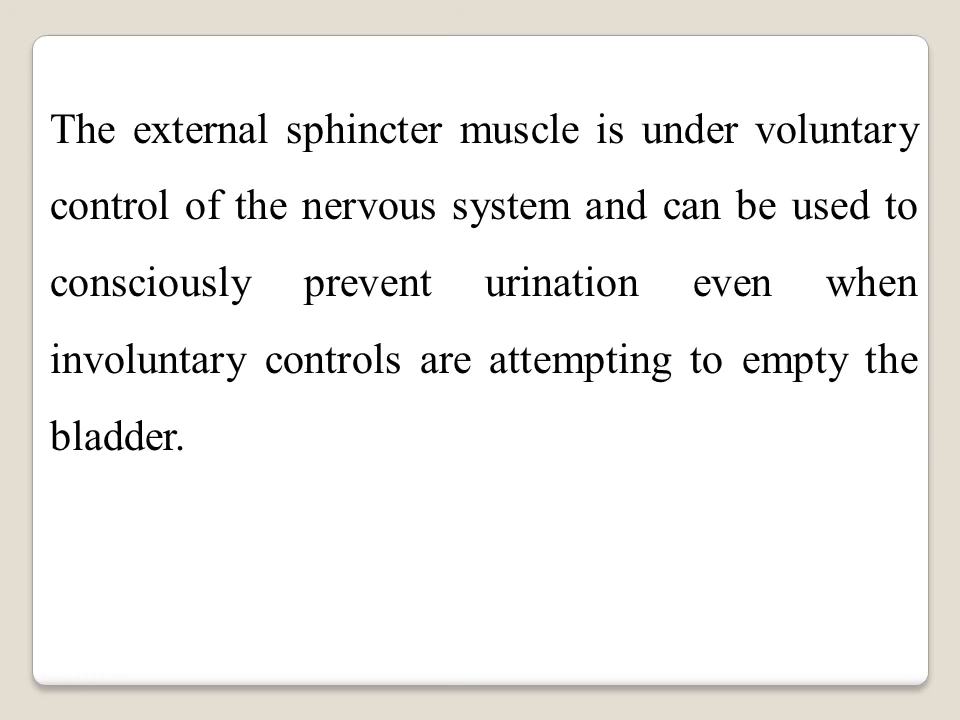 The external sphincter muscle is under voluntary
control of the nervous system and can be used to
consciously prevent urination even when
involuntary controls are attempting to empty the
bladder.